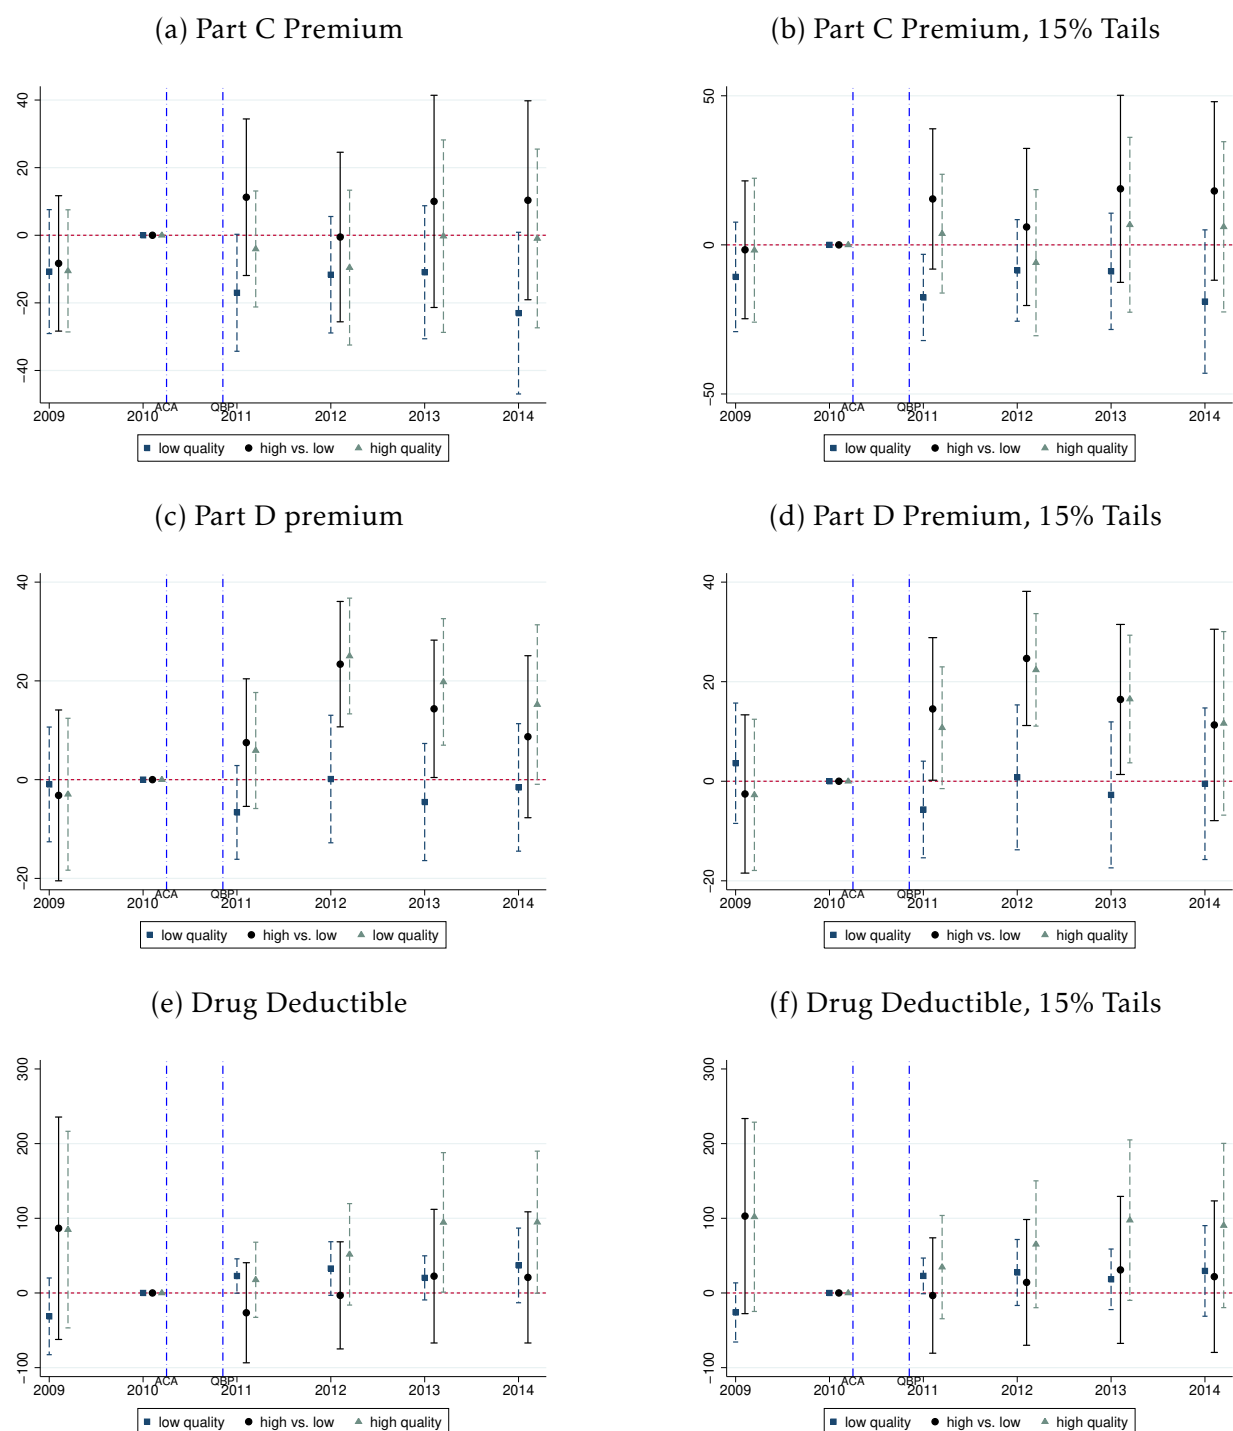 (a) Part C Premium
40
20
0
−20
−40
2009 2010 ACA QBP 2011 2012 2013 2014
low quality high vs. low high quality
(b) Part C Premium, 15% Tails
50
0
−50
2009 2010 ACA QBP 2011 2012 2013 2014
low quality high vs. low high quality
(c) Part D premium
40
20
0
−20
2009 2010 ACA QBP 2011 2012 2013 2014
low quality high vs. low low quality
(d) Part D Premium, 15% Tails
40
20
0
−20
2009 2010 ACA QBP 2011 2012 2013 2014
low quality high vs. low high quality
(e) Drug Deductible
300
200
100
0
−100
2009 2010 ACA QBP 2011 2012 2013 2014
low quality high vs. low high quality
(f) Drug Deductible, 15% Tails
300
200
100
0
−100
2009 2010 ACA QBP 2011 2012 2013 2014
low quality high vs. low high quality